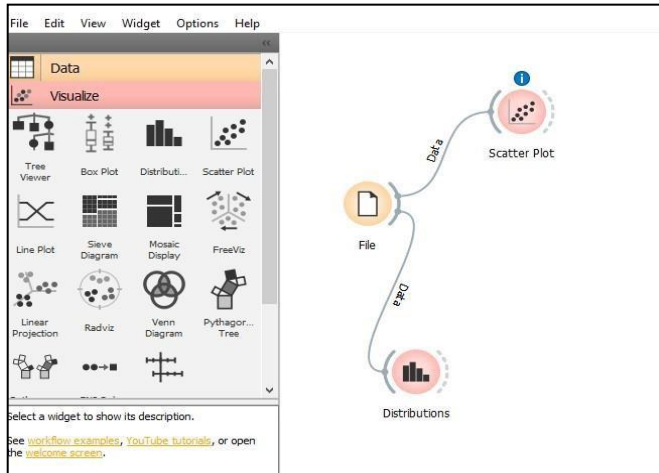 File Edit View Widget Options Help
Data
Visualize
Tree
Viewer
Box Plot
Distributi...
Scatter Plot
Line Plot
Sieve
Diagram
Mosaic
Display
FreeViz
Linear
Projection
Radviz
Venn
Diagram
Pythagor...
Tree
Select a widget to show its description.
See workflow examples, YouTube tutorials, or open
the welcome screen.
i
Data
Scatter Plot
File
Data
Distributions